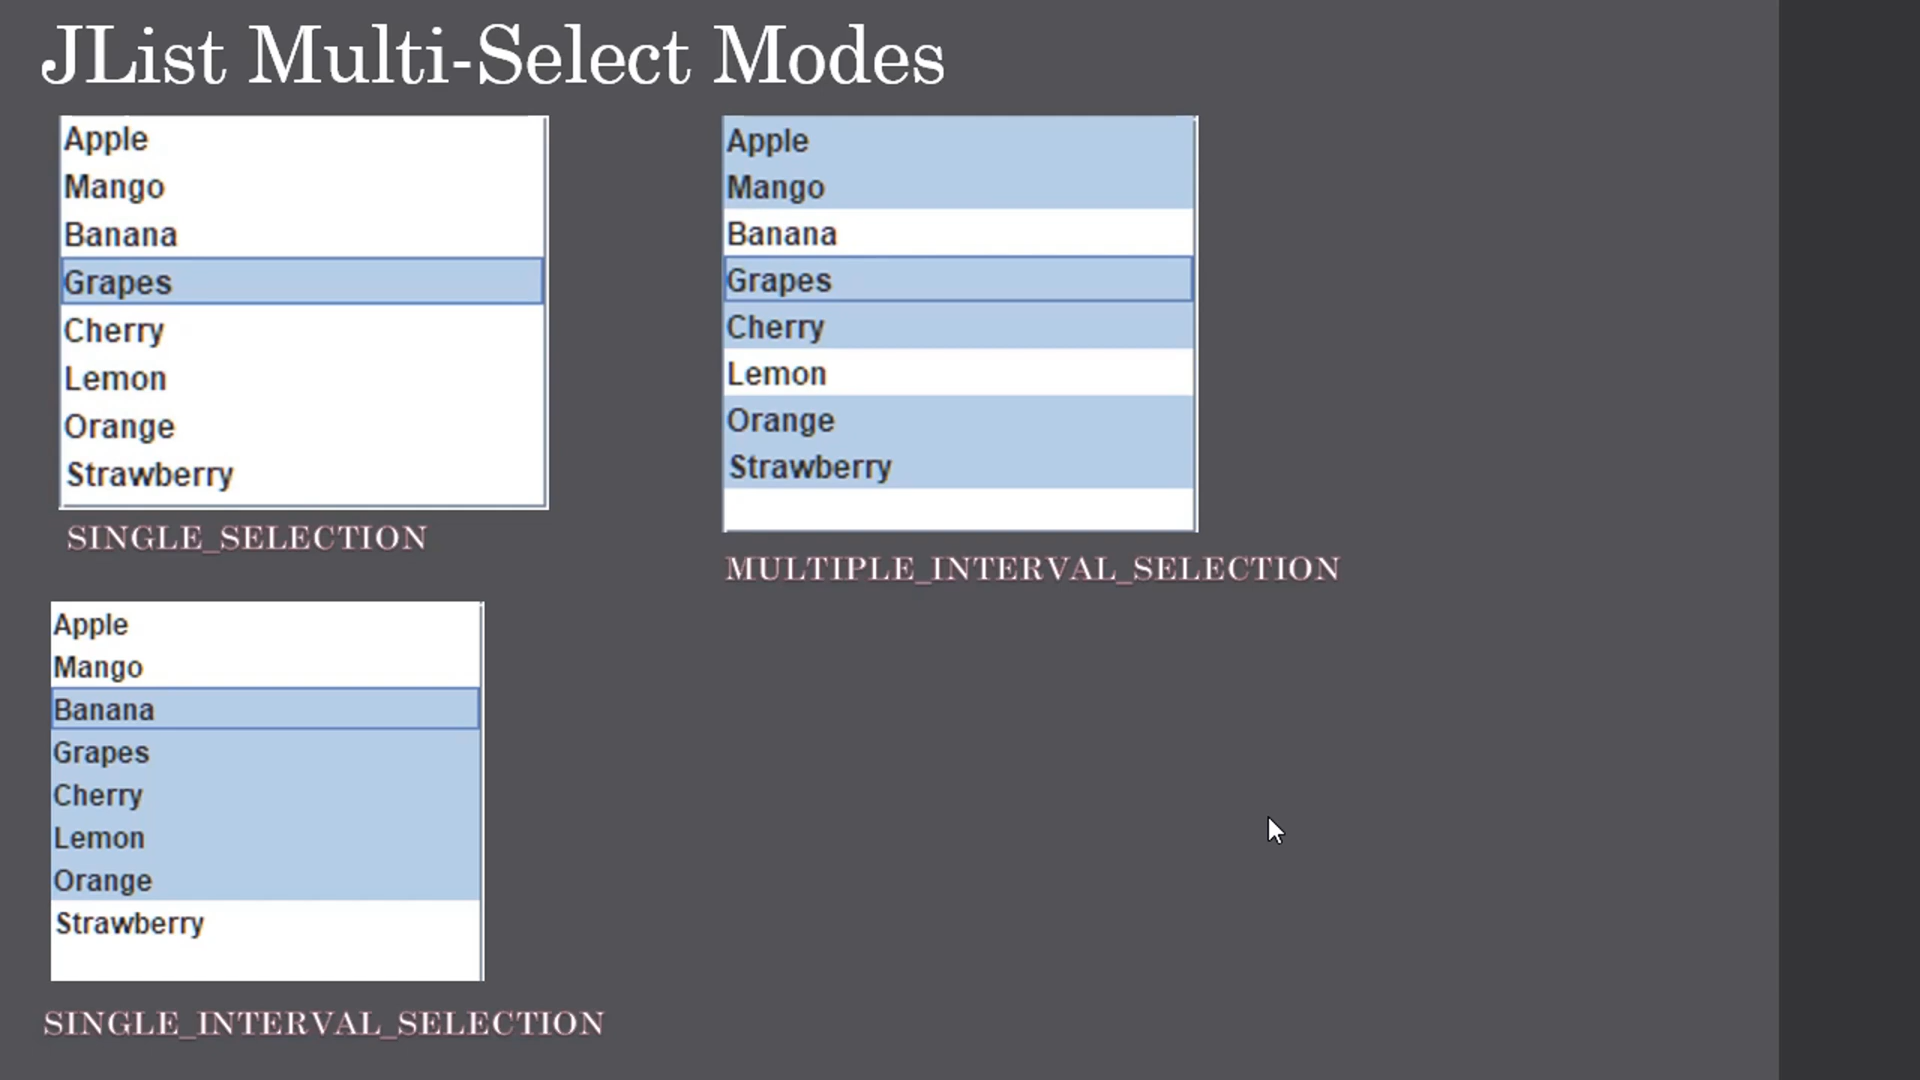 JList Multi-Select Modes
Apple
Mango
Banana
Grapes
Cherry
Lemon
Orange
Strawberry
SINGLE_SELECTION
Apple
Mango
Banana
Grapes
Cherry
Lemon
Orange
Strawberry
MULTIPLE_INTERVAL_SELECTION
Apple
Mango
Banana
Grapes
Cherry
Lemon
Orange
Strawberry
SINGLE_INTERVAL_SELECTION